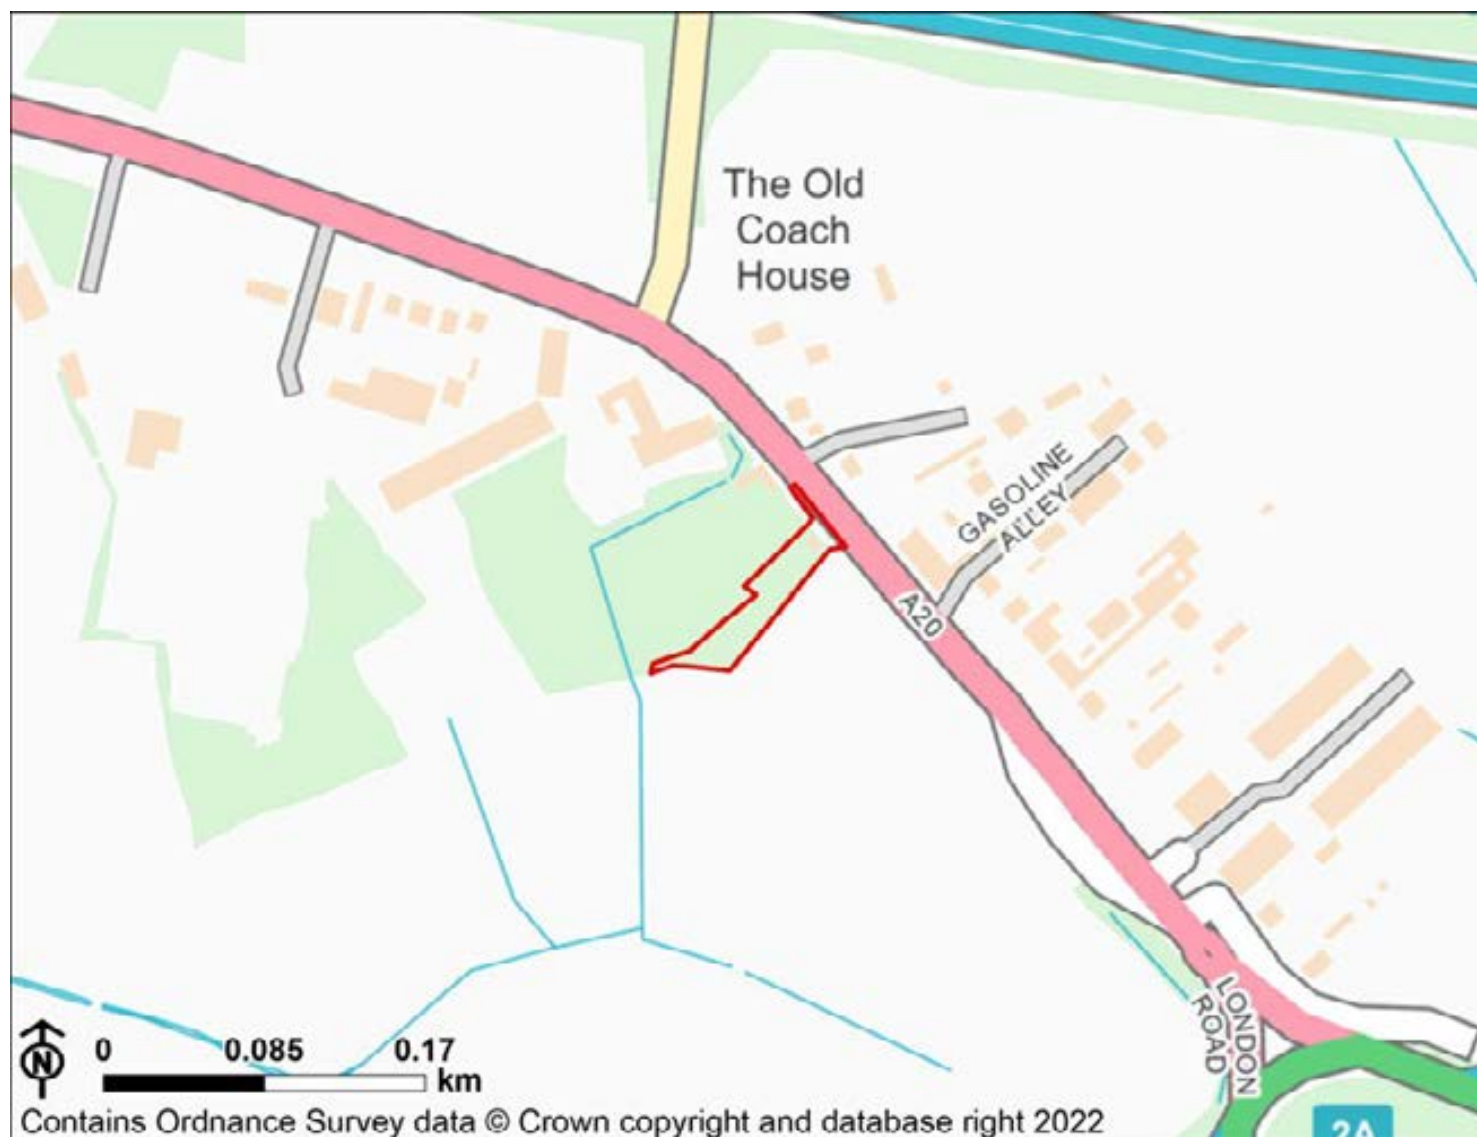 The Old
Coach
House
GASOLINE
ALLEY
A20
LONDON
ROAD
N
0 0.085 0.17
km
Contains Ordnance Survey data © Crown copyright and database right 2022
2A